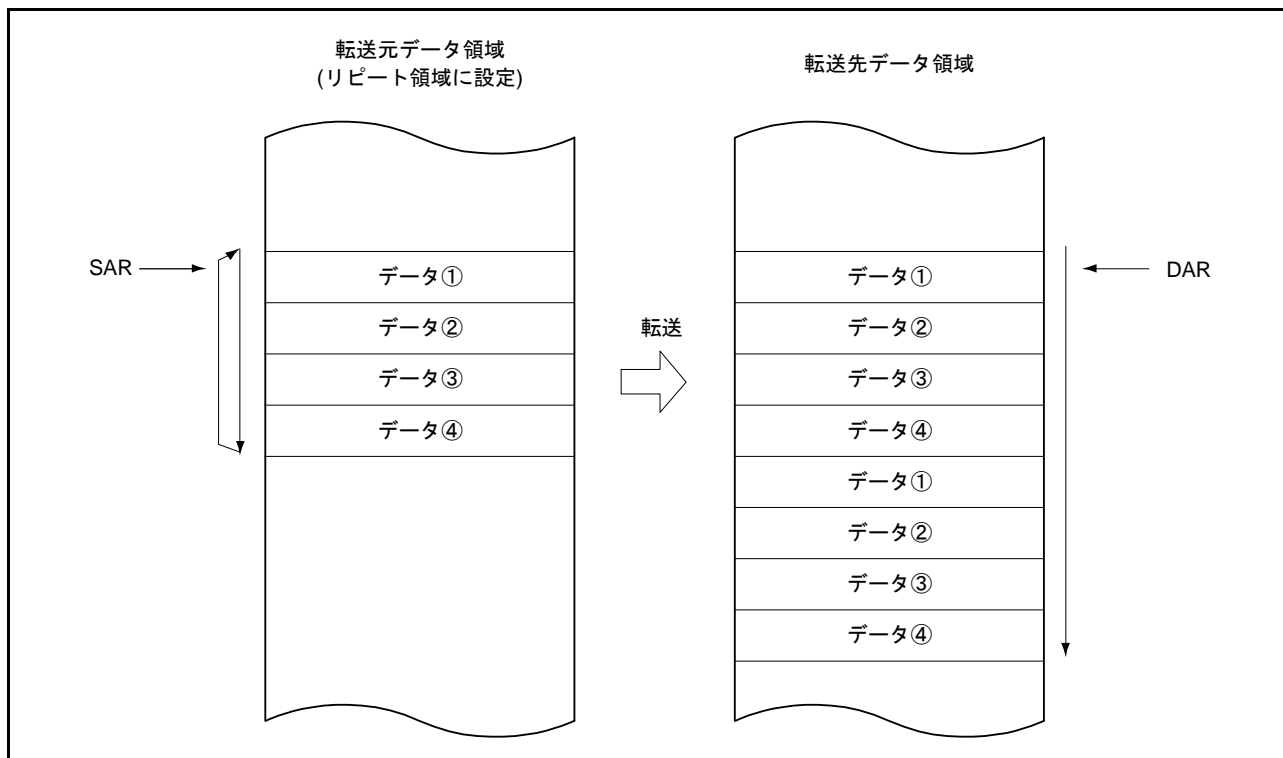 転送元データ領域
(リピート領域に設定)
転送先データ領域
SAR
データ①
データ②
データ③
データ④
転送
データ①
データ②
データ③
データ④
データ①
データ②
データ③
データ④
DAR